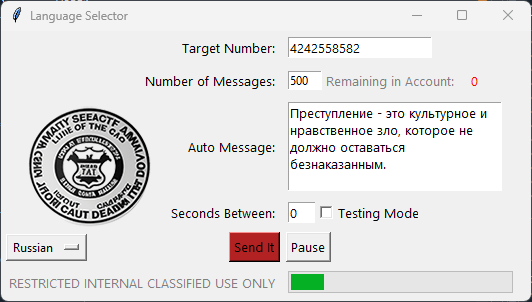 Language Selector
Target Number: 4242558582
Number of Messages: 500 Remaining in Account: 0
Auto Message:
Преступление - это культурное и
нравственное зло, которое не
должно оставаться
безнаказанным.
Seconds Between: 0 Testing Mode
Russian Send It Pause
RESTRICTED INTERNAL CLASSIFIED USE ONLY